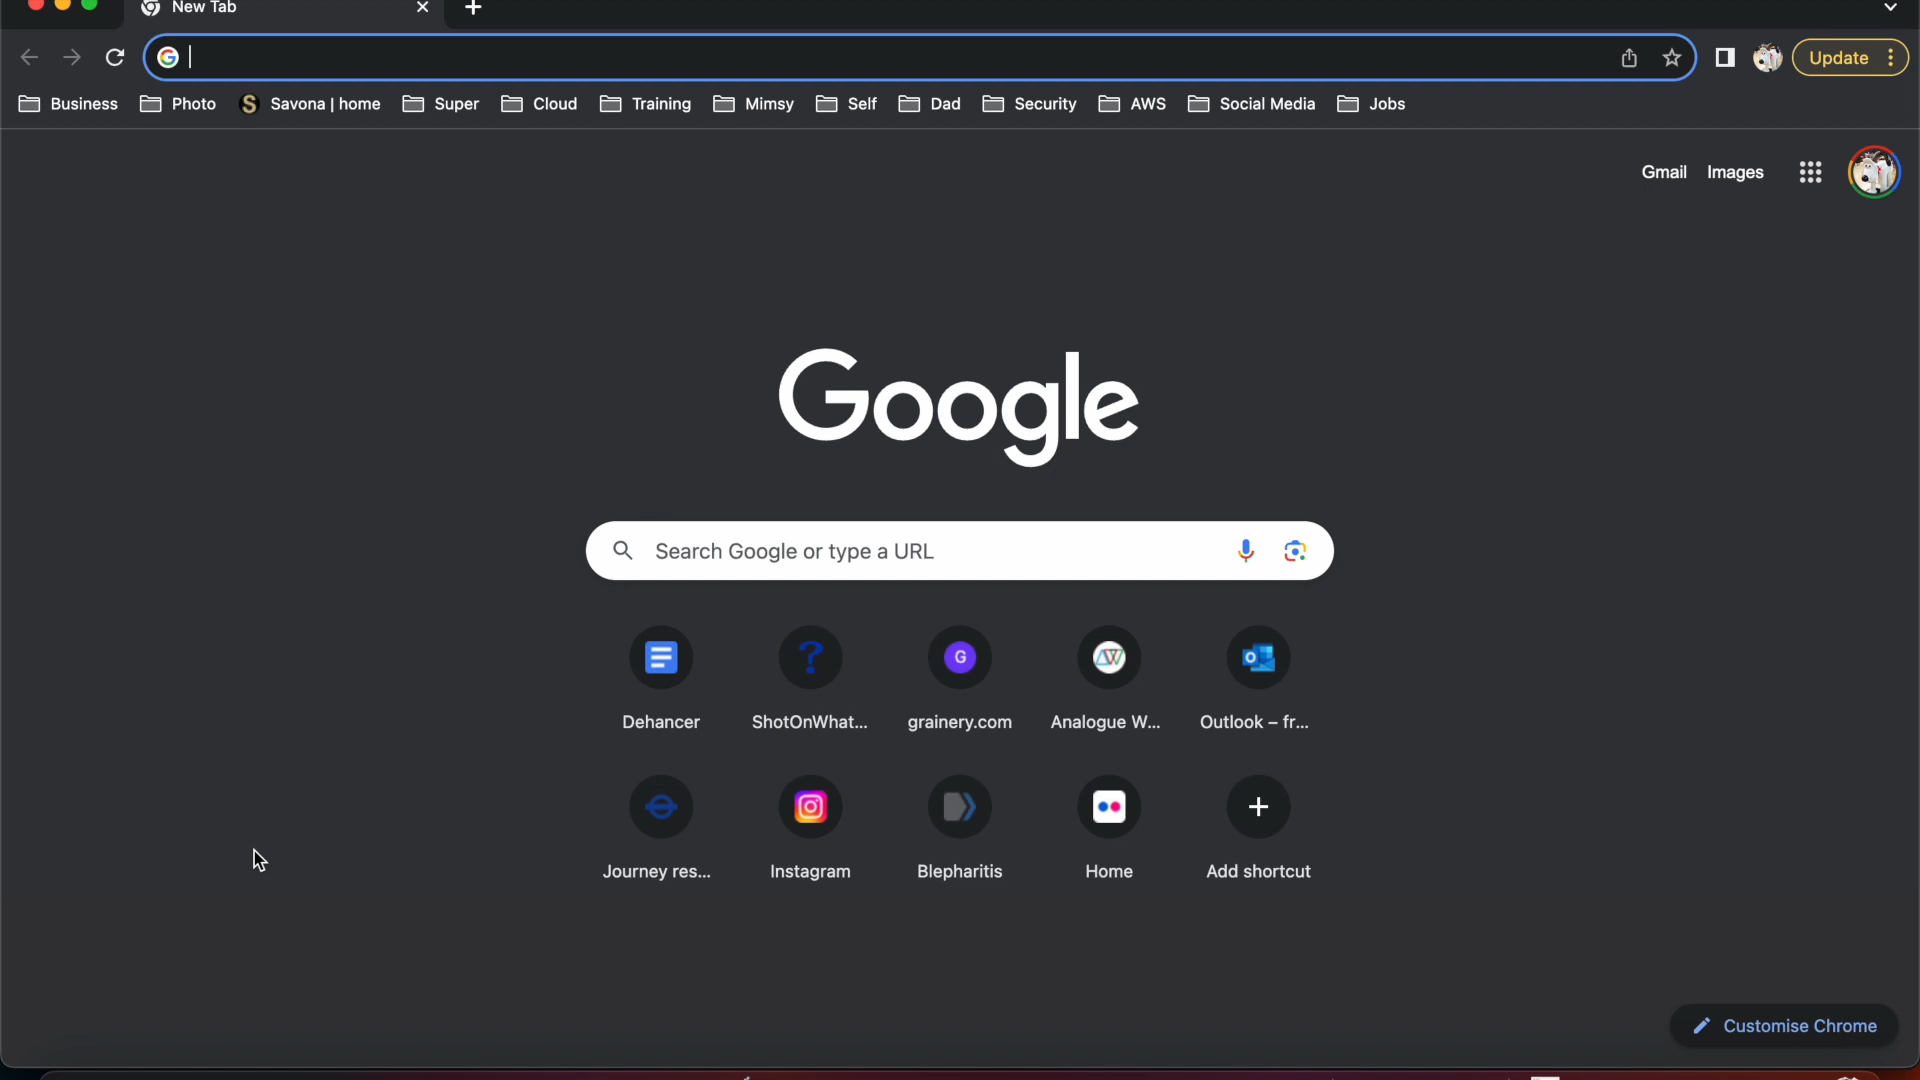 New Tab
Update
Business Photo S Savona | home Super Cloud Training Mimsy Self Dad Security AWS Social Media Jobs
Gmail Images
Google
Search Google or type a URL
G
Dehancer ShotOnWhat... grainery.com Analogue W... Outlook – fr...
Journey res... Instagram Blepharitis Home Add shortcut
Customise Chrome